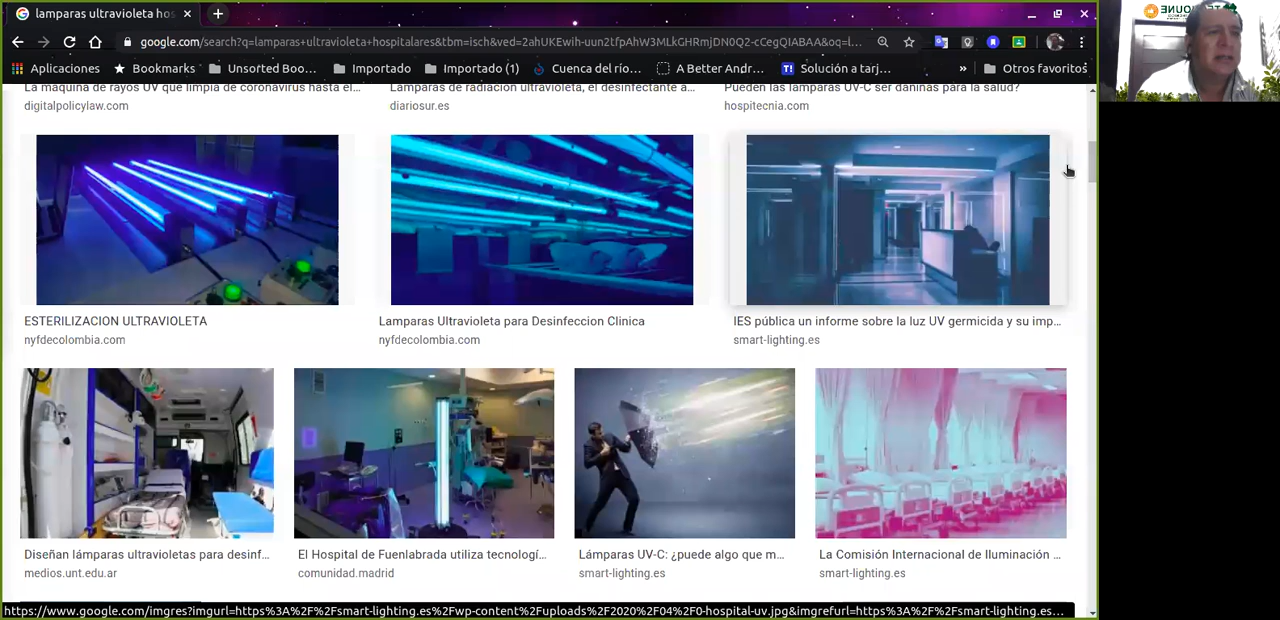 lamparas ultravioleta hos
google.com/search?q=lamparas+ultravioleta+hospitalares&tbm=isch&ved=2ahUKEwih-uun2tfpAhW3MLkGHRmjDN0Q2-cCegQIABAA&oq=l...
Aplicaciones Bookmarks Unsorted Boo... Importado Importado (1) Cuenca del río,... A Better Andr... T! Solución a tarj... » Otros favoritos
La máquina de rayos UV que limpia de coronavirus hasta el... Lámparas de radiación ultravioleta, el desinfectante a... Pueden las lámparas UV-C ser dañinas para la salud?
digitalpolicylaw.com diariosur.es hospitecnia.com
ESTERILIZACION ULTRAVIOLETA Lamparas Ultravioleta para Desinfeccion Clinica IES pública un informe sobre la luz UV germicida y su imp...
nyfdecolombia.com nyfdecolombia.com smart-lighting.es
Diseñan lámparas ultravioletas para desinf... El Hospital de Fuenlabrada utiliza tecnologí... Lámparas UV-C: ¿puede algo que m... La Comisión Internacional de Iluminación ...
medios.unt.edu.ar comunidad.madrid smart-lighting.es smart-lighting.es
https://www.google.com/imgres?imgurl=https%3A%2F%2Fsmart-lighting.es%2Fwp-content%2Fuploads%2F2020%2F04%2F0-hospital-uv.jpg&imgrefurl=https%3A%2F%2Fsmart-lighting.es...